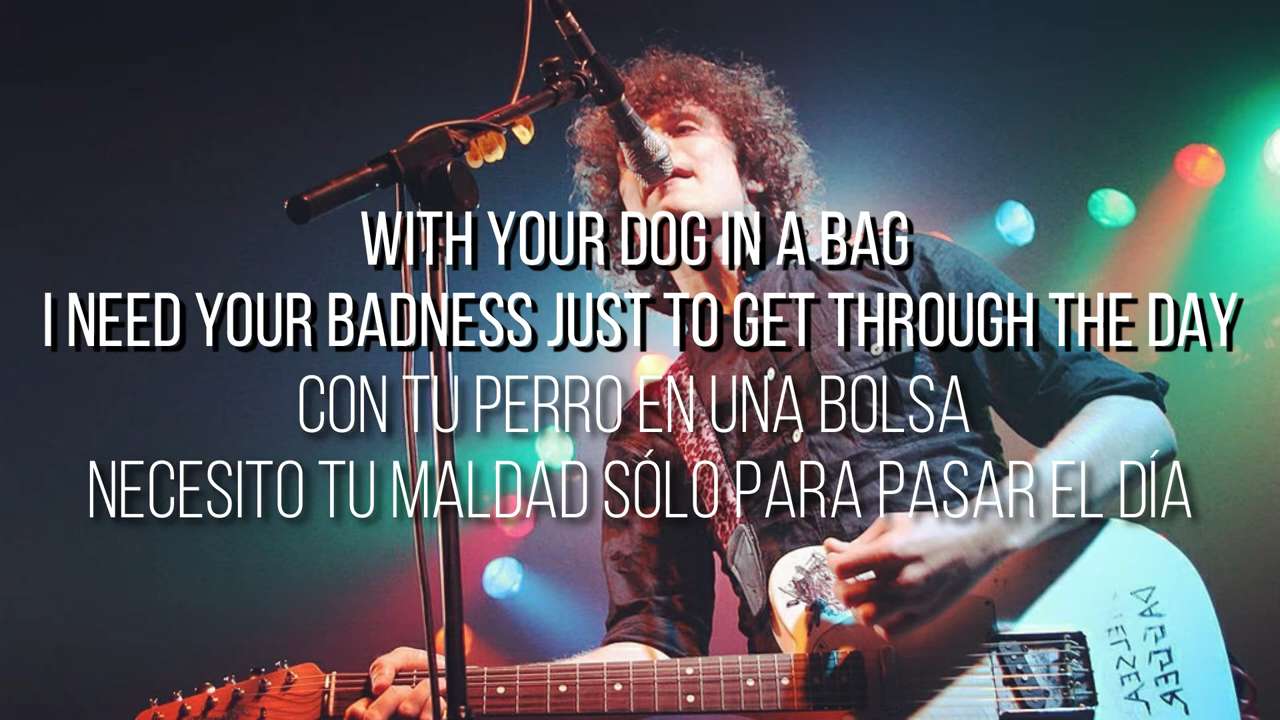 WITH YOUR DOG IN A BAG
I NEED YOUR BADNESS JUST TO GET THROUGH THE DAY
CON TU PERRO EN UNA BOLSA
NECESITO TU MALDAD SÓLO PARA PASAR EL DÍA